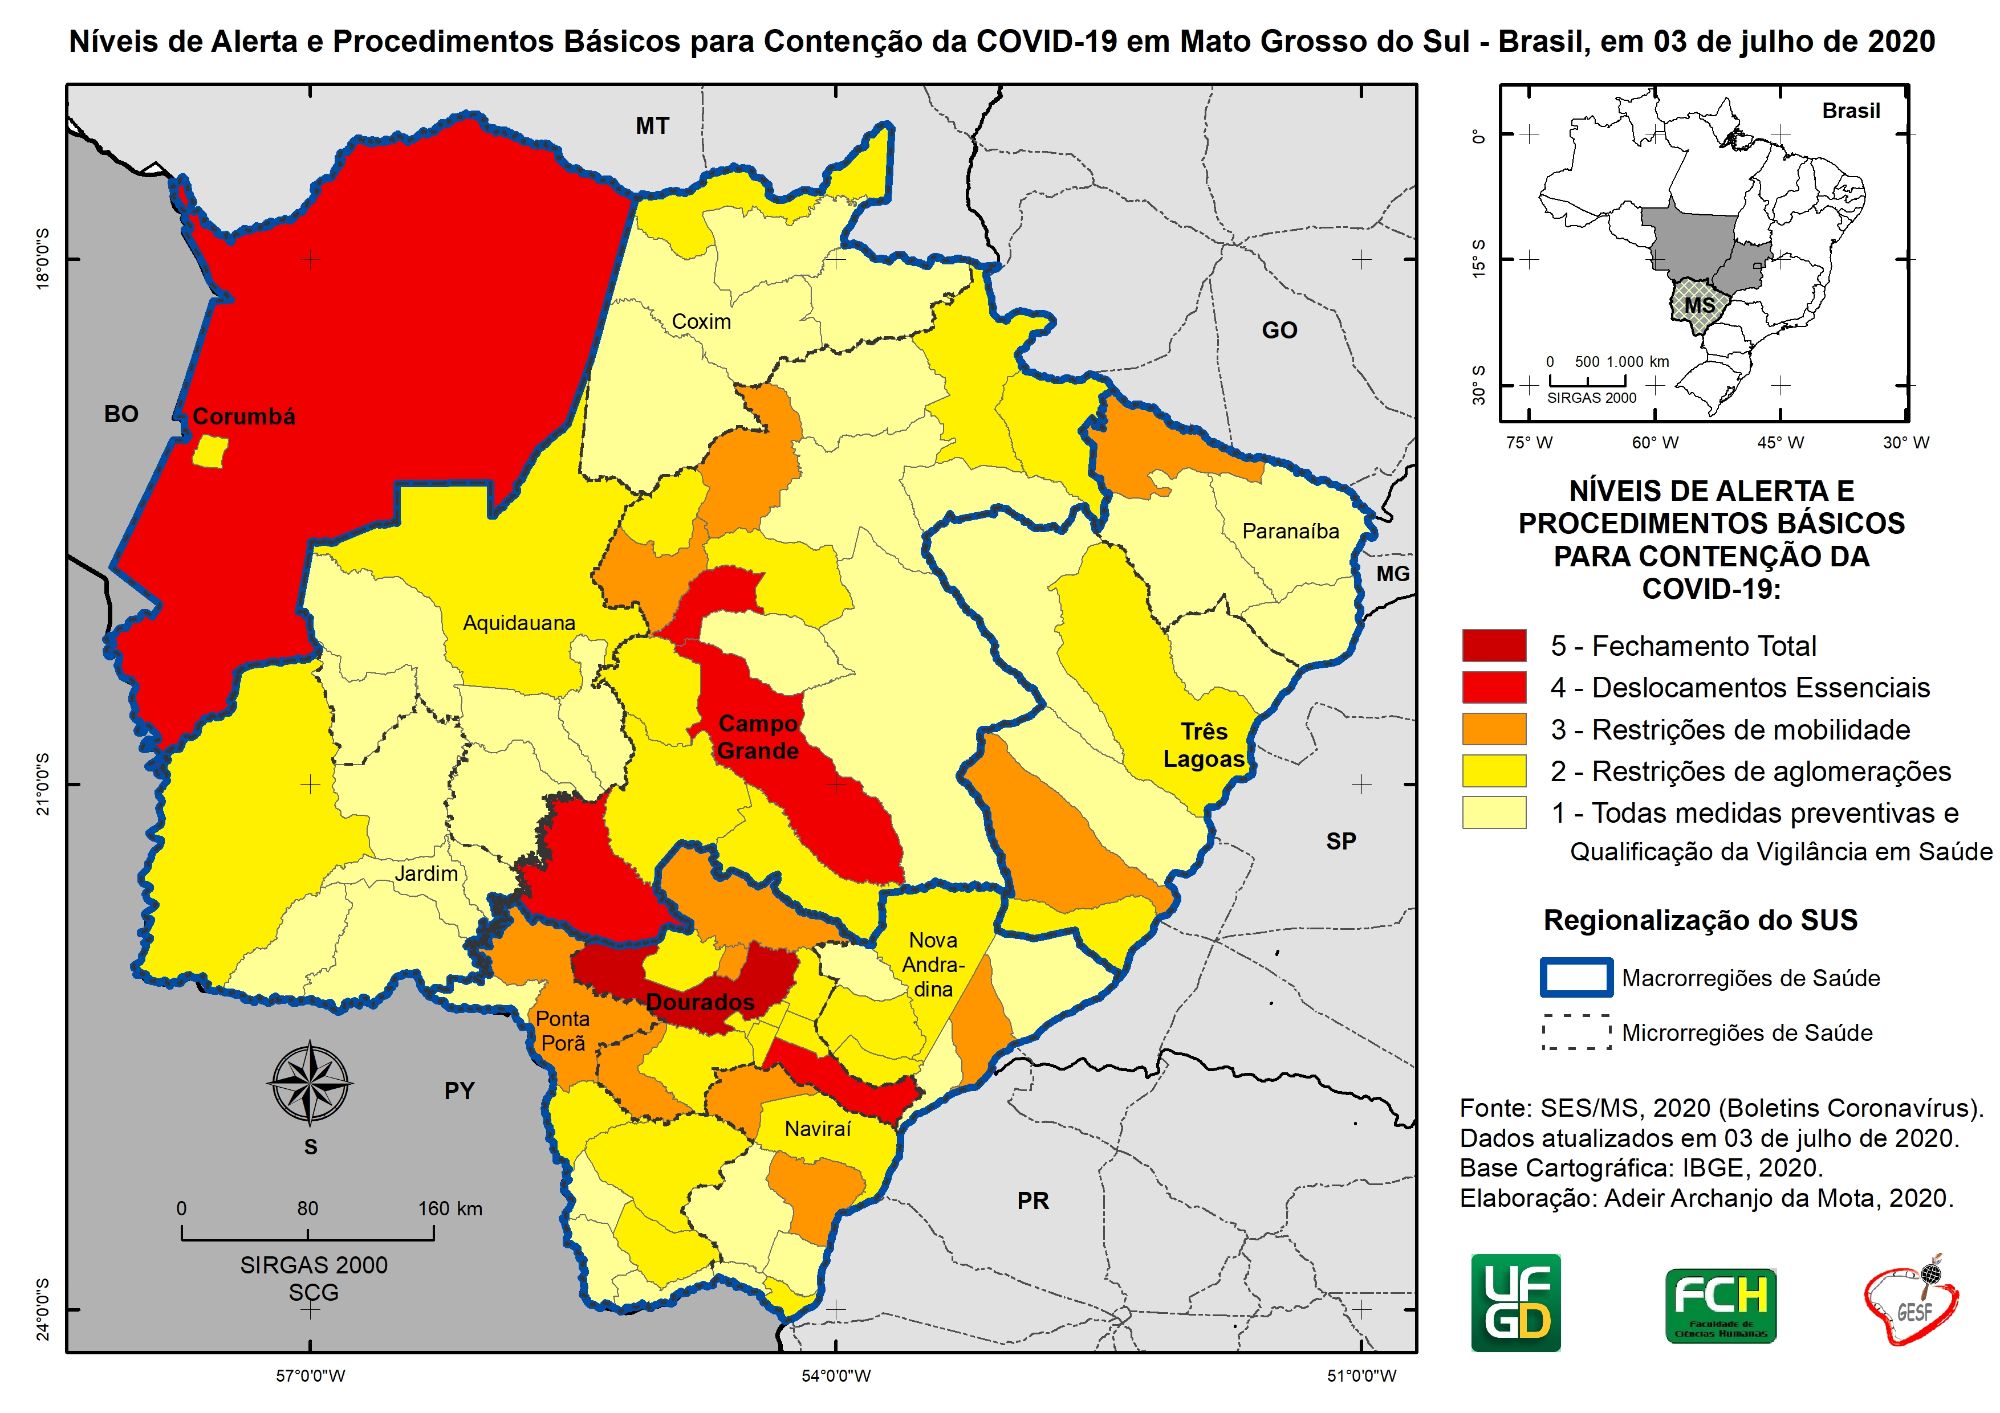 Níveis de Alerta e Procedimentos Básicos para Contenção da COVID-19 em Mato Grosso do Sul - Brasil, em 03 de julho de 2020
MT
GO
BO
MG
SP
PY
PR
Coxim
Corumbá
Paranaíba
Aquidauana
Campo
Grande
Três
Lagoas
Jardim
Nova
Andra-
dina
Dourados
Ponta
Porã
Naviraí
S
0 80 160 km
SIRGAS 2000
SCG
18°0'0"S
21°0'0"S
24°0'0"S
57°0'0"W
54°0'0"W
51°0'0"W
Brasil
MS
0 500 1.000 km
SIRGAS 2000
0°
15° S
30° S
75° W
60° W
45° W
30° W
NÍVEIS DE ALERTA E
PROCEDIMENTOS BÁSICOS
PARA CONTENÇÃO DA
COVID-19:
5 - Fechamento Total
4 - Deslocamentos Essenciais
3 - Restrições de mobilidade
2 - Restrições de aglomerações
1 - Todas medidas preventivas e
Qualificação da Vigilância em Saúde
Regionalização do SUS
Macrorregiões de Saúde
Microrregiões de Saúde
Fonte: SES/MS, 2020 (Boletins Coronavírus).
Dados atualizados em 03 de julho de 2020.
Base Cartográfica: IBGE, 2020.
Elaboração: Adeir Archanjo da Mota, 2020.
UF
GD
FCH
Faculdade de
Ciências Humanas
GESF